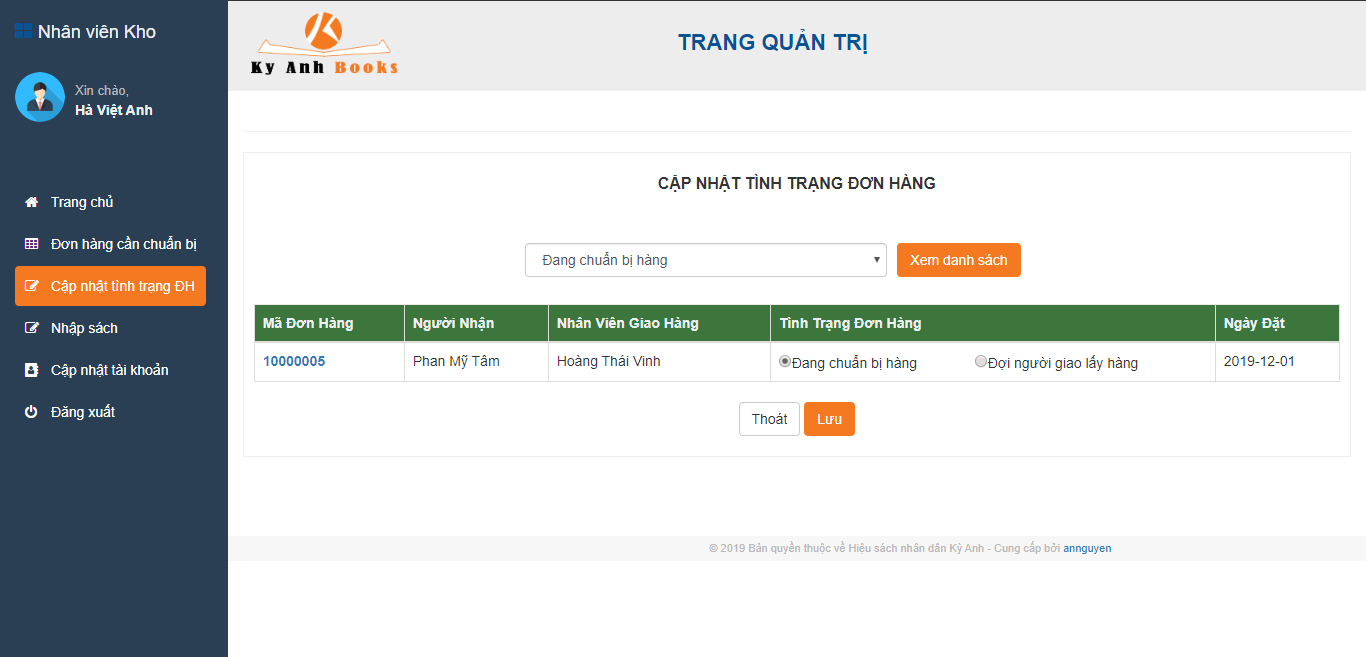 Nhân viên Kho
Xin chào,
Hà Việt Anh
Trang chủ
Đơn hàng cần chuẩn bị
Cập nhật tình trạng ĐH
Nhập sách
Cập nhật tài khoản
Đăng xuất
Ky Anh Books
TRANG QUẢN TRỊ
CẬP NHẬT TÌNH TRẠNG ĐƠN HÀNG
Đang chuẩn bị hàng Xem danh sách
Mã Đơn Hàng Người Nhận Nhân Viên Giao Hàng Tình Trạng Đơn Hàng Ngày Đặt
10000005 Phan Mỹ Tâm Hoàng Thái Vinh Đang chuẩn bị hàng Đợi người giao lấy hàng 2019-12-01
Thoát Lưu
© 2019 Bản quyền thuộc về Hiệu sách nhân dân Kỳ Anh - Cung cấp bởi annguyen